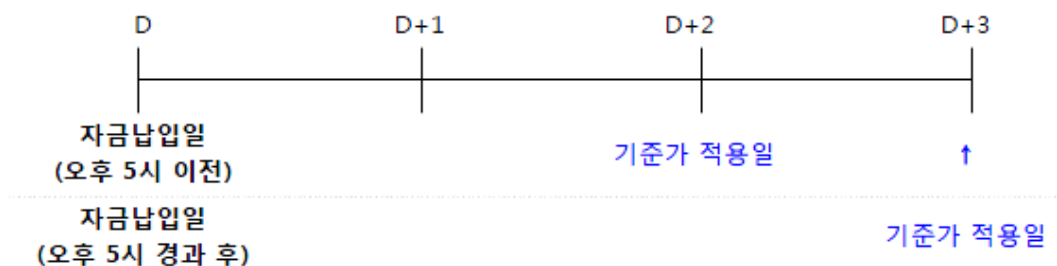 D D+1 D+2 D+3
자금납입일
(오후 5시 이전)
기준가 적용일 ↑
자금납입일
(오후 5시 경과 후)
기준가 적용일